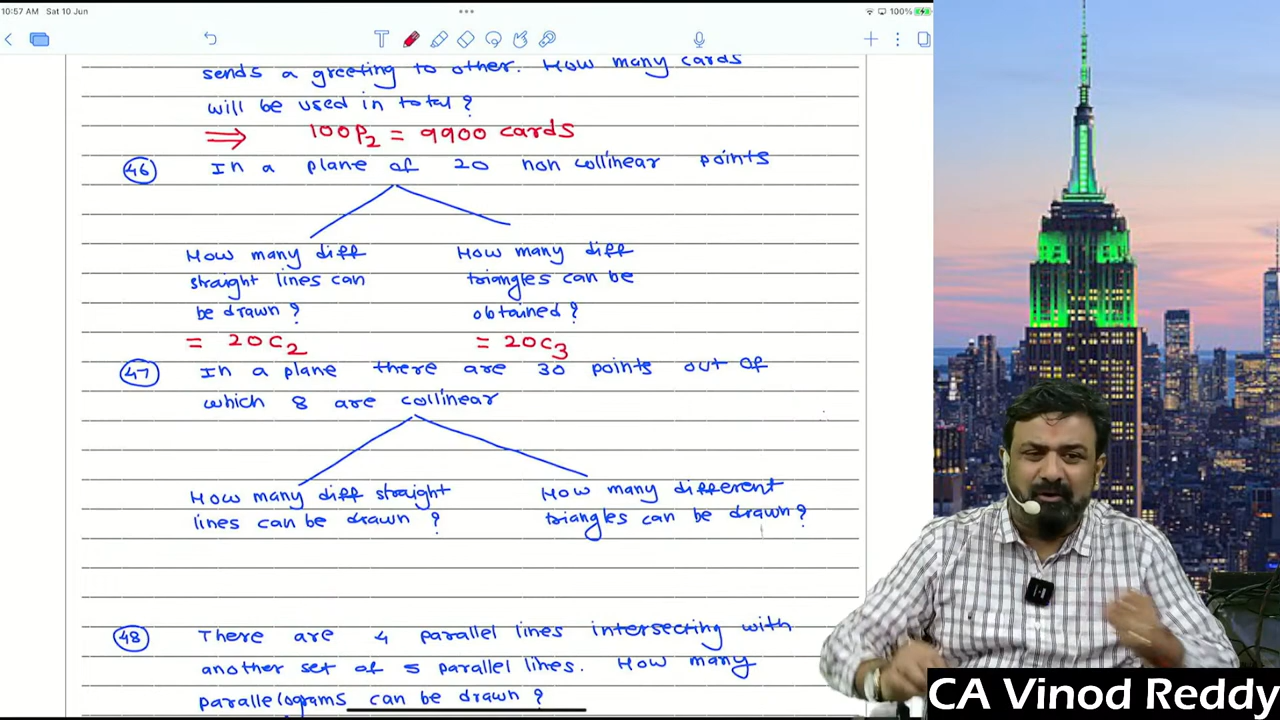 10:57 AM Sat 10 Jun
100%
sends a greeting to other. How many cards
will be used in total?
⇒ 100P2 = 9900 cards
46 In a plane of 20 non collinear points
How many diff
straight lines can
be drawn?
= 20C2
How many diff
triangles can be
obtained?
= 20C3
47 In a plane there are 30 points out of
which 8 are collinear
How many diff straight
lines can be drawn ?
How many different
triangles can be drawn?
48 There are 4 parallel lines intersecting with
another set of 5 parallel lines. How many
parallelograms can be drawn ?
CA Vinod Reddy